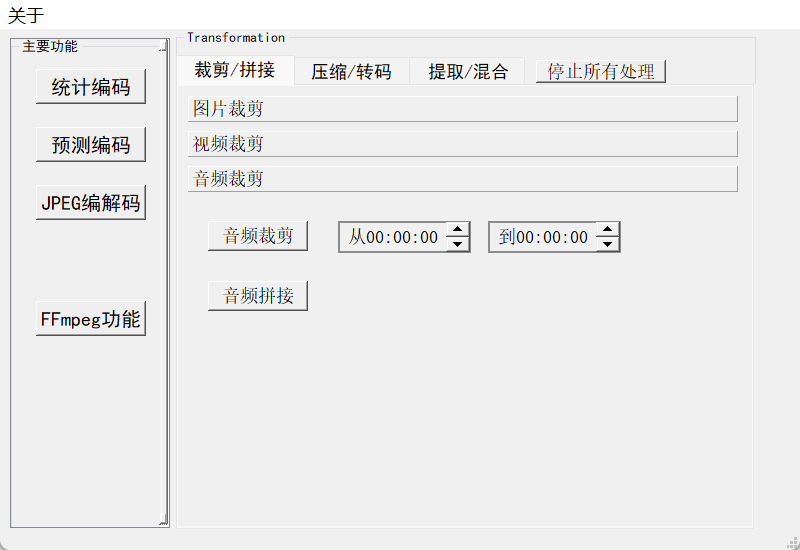 关于
主要功能
统计编码
预测编码
JPEG编解码
FFmpeg功能
Transformation
裁剪/拼接
压缩/转码
提取/混合
停止所有处理
图片裁剪
视频裁剪
音频裁剪
音频裁剪
从00:00:00
到00:00:00
音频拼接